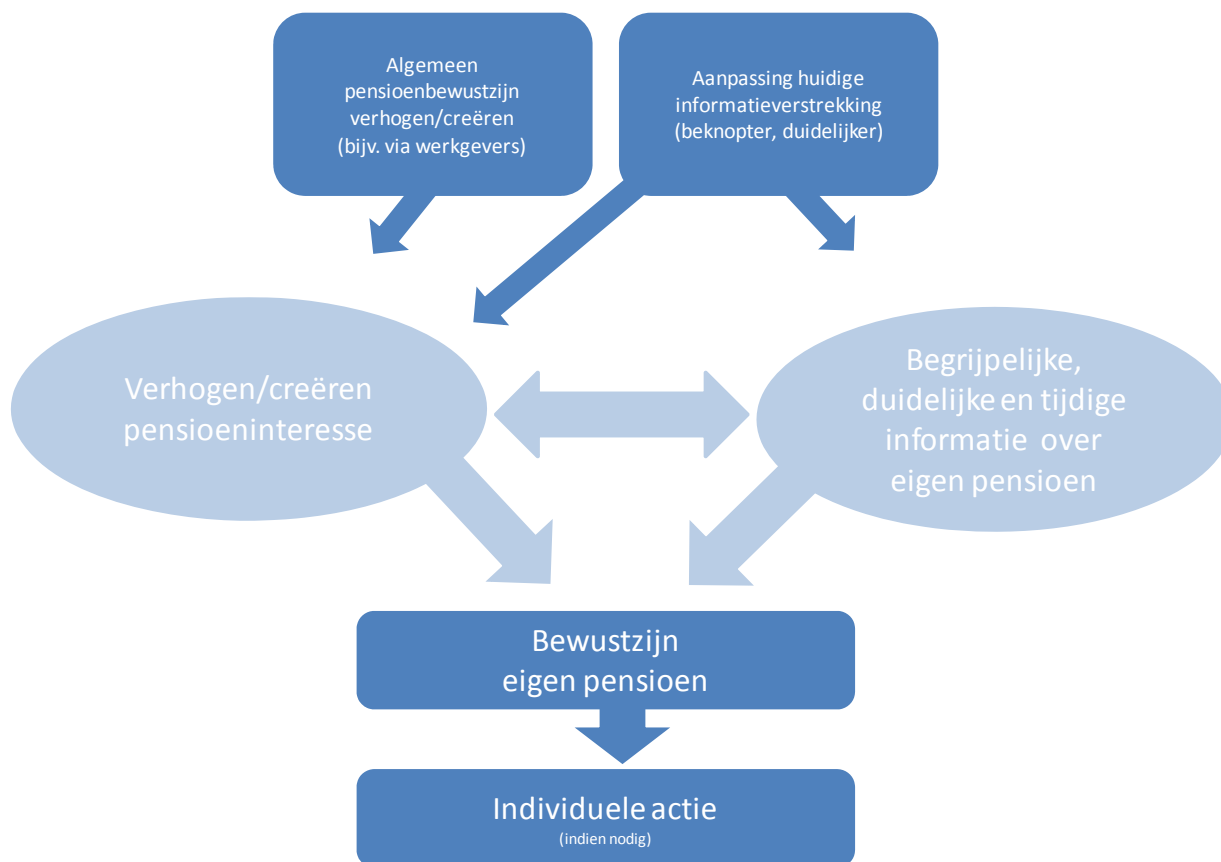 Algemeen
pensioenbewustzijn
verhogen/creëren
(bijv. via werkgevers)
Aanpassing huidige
informatieverstrekking
(beknopter, duidelijker)
Verhogen/creëren
pensioeninteresse
Begrijpelijke,
duidelijke en tijdige
informatie over
eigen pensioen
Bewustzijn
eigen pensioen
Individuele actie
(indien nodig)